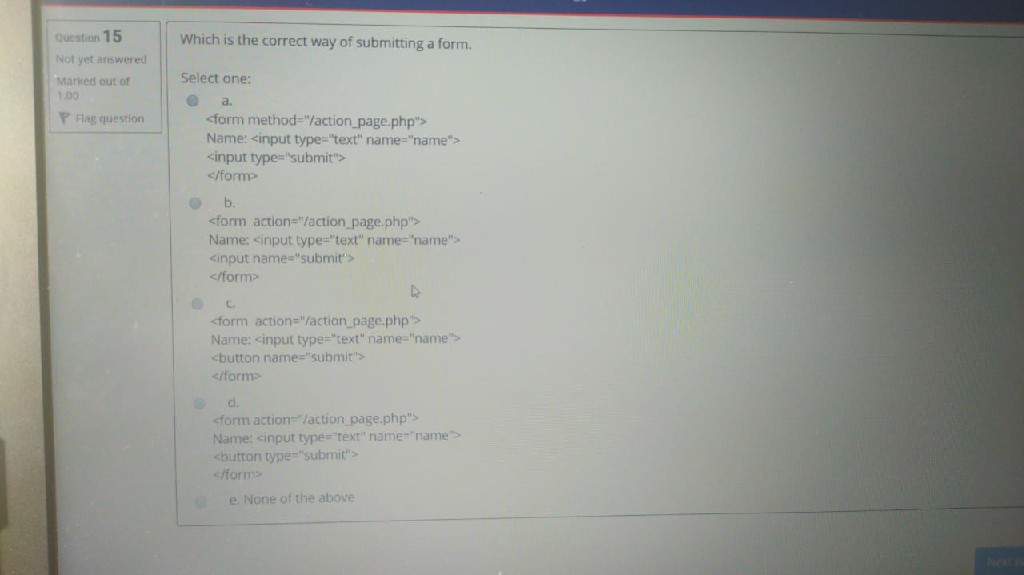 Question 15
Not yet answered
Marked out of
1.00
Flag question
Which is the correct way of submitting a form.
Select one:
a.
<form method="/action_page.php">
Name: <input type="text" name="name">
<input type="submit">
</form>
b.
<form action="/action_page.php">
Name: <input type="text" name="name">
<input name="submit">
</form>
c.
<form action="/action_page.php">
Name: <input type="text" name="name">
<button name="submit">
</form>
d.
<form action="/action_page.php">
Name: <input type="text" name="name">
<button type="submit">
</form>
e. None of the above
Next